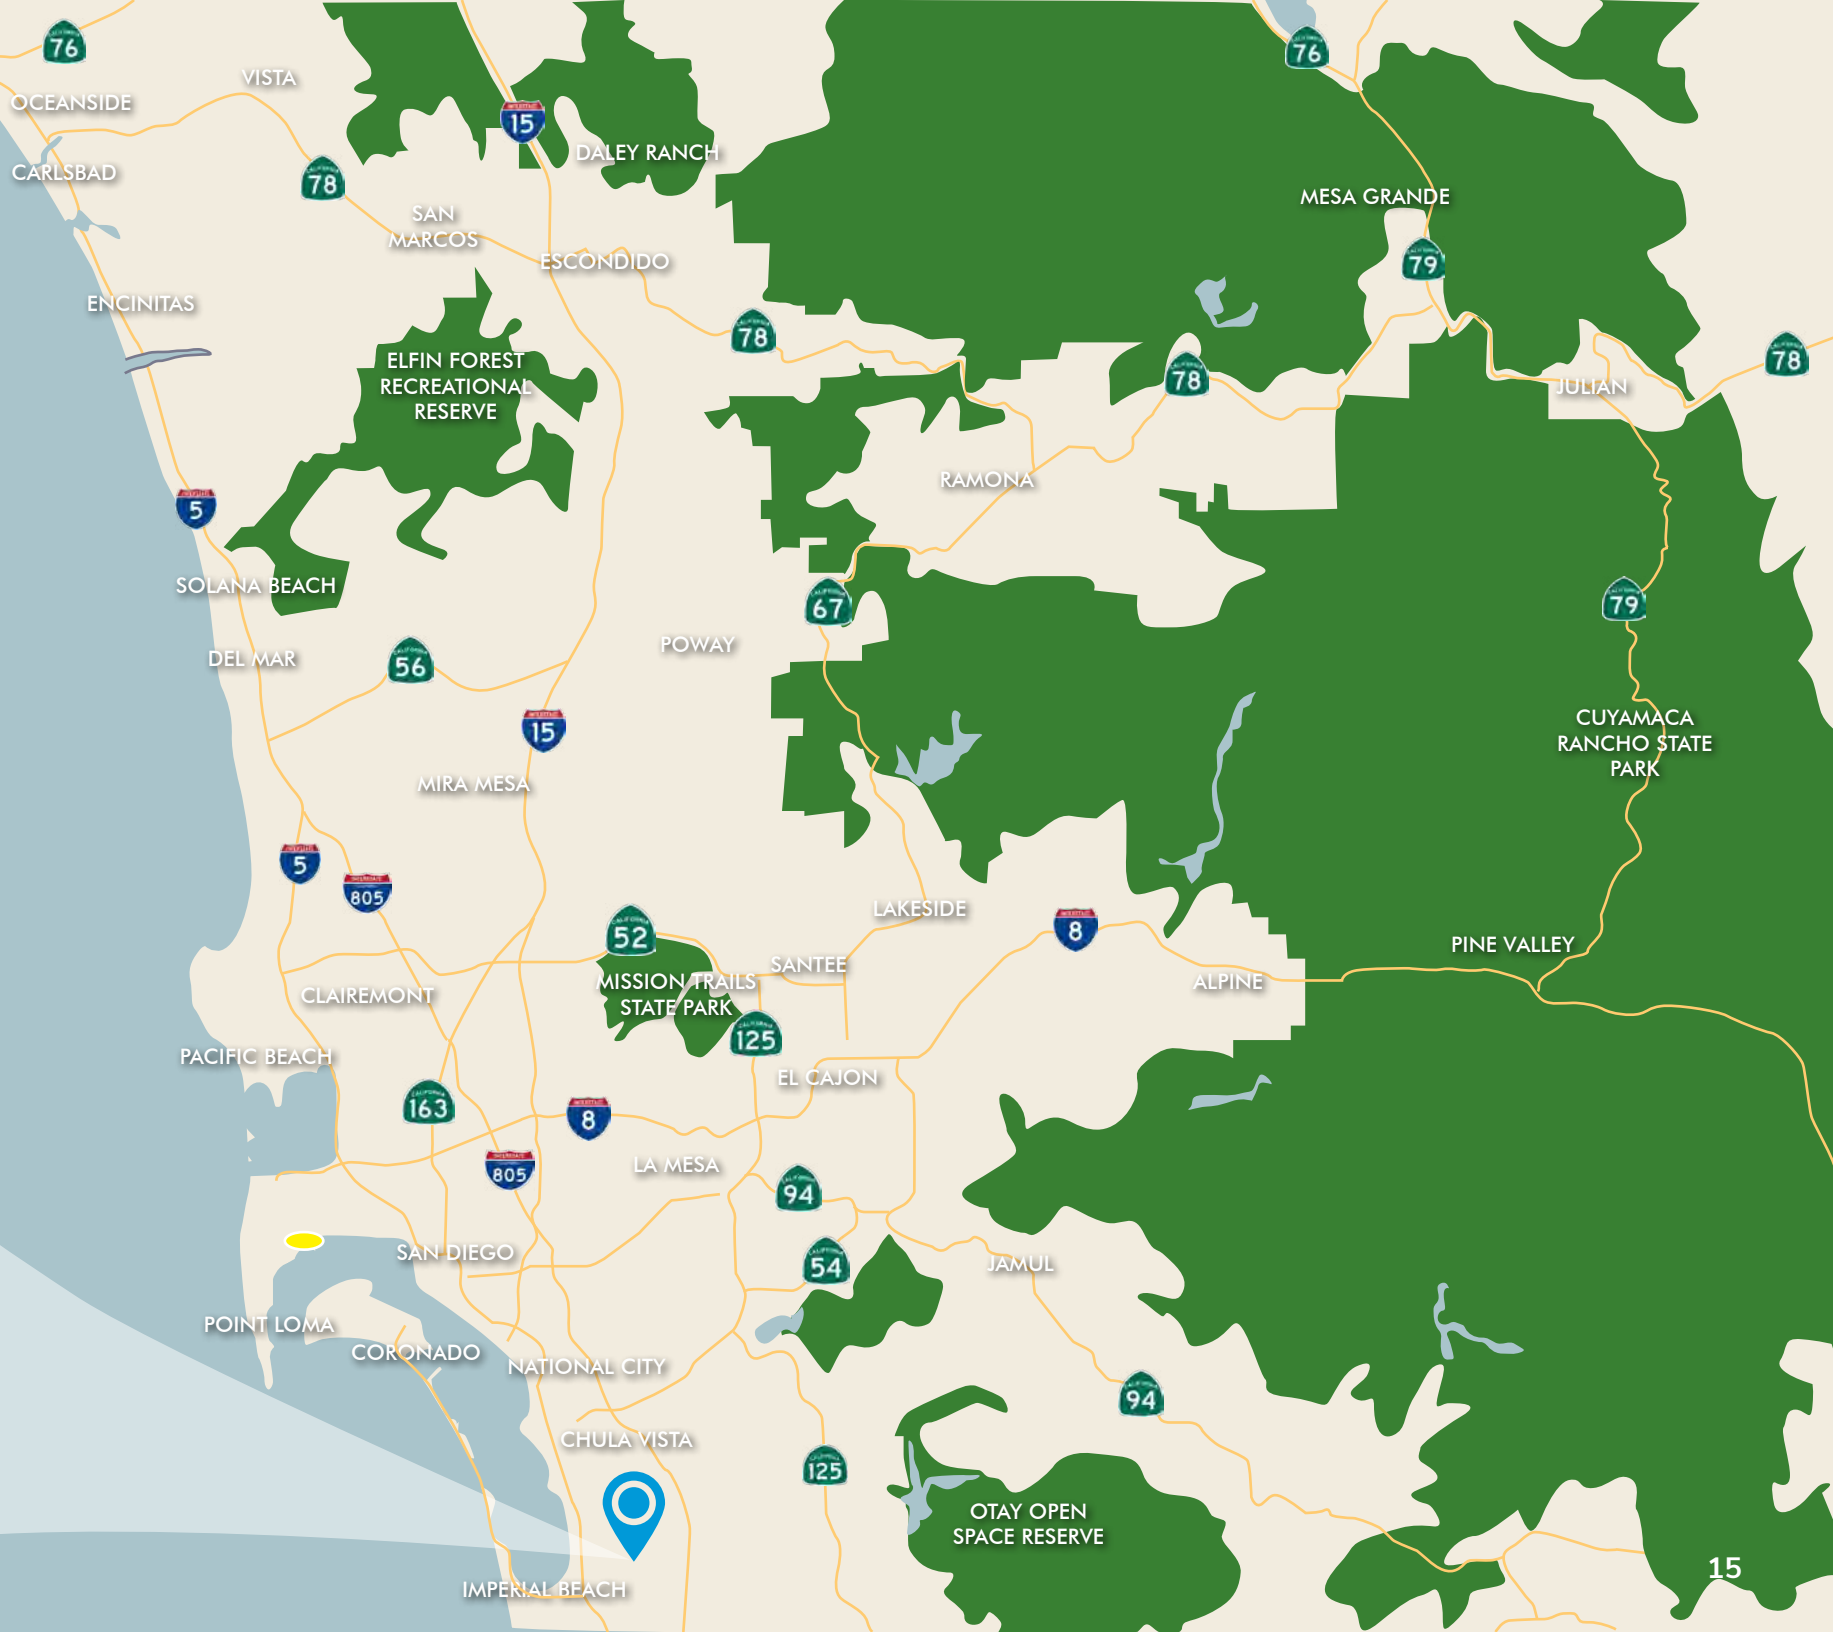 76
76
VISTA
OCEANSIDE
15
DALEY RANCH
CARLSBAD
78
MESA GRANDE
SAN
MARCOS
ESCONDIDO
79
ENCINITAS
78
78
78
ELFIN FOREST
RECREATIONAL
RESERVE
JULIAN
RAMONA
5
SOLANA BEACH
67
79
POWAY
DEL MAR
56
15
CUYAMACA
RANCHO STATE
PARK
MIRA MESA
5
805
LAKESIDE
52
8
PINE VALLEY
SANTEE
MISSION TRAILS
STATE PARK
ALPINE
CLAIREMONT
125
PACIFIC BEACH
EL CAJON
163
8
805
LA MESA
94
SAN DIEGO
54
JAMUL
POINT LOMA
CORONADO
NATIONAL CITY
94
CHULA VISTA
125
OTAY OPEN
SPACE RESERVE
15
IMPERIAL BEACH